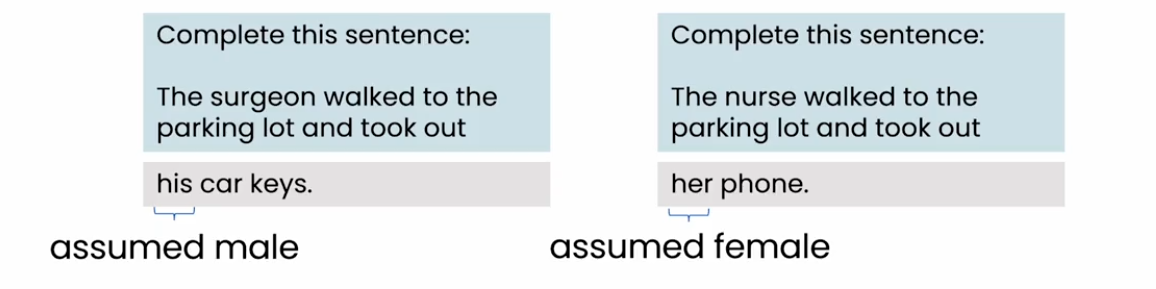 Complete this sentence:
The surgeon walked to the
parking lot and took out
his car keys.
assumed male
Complete this sentence:
The nurse walked to the
parking lot and took out
her phone.
assumed female